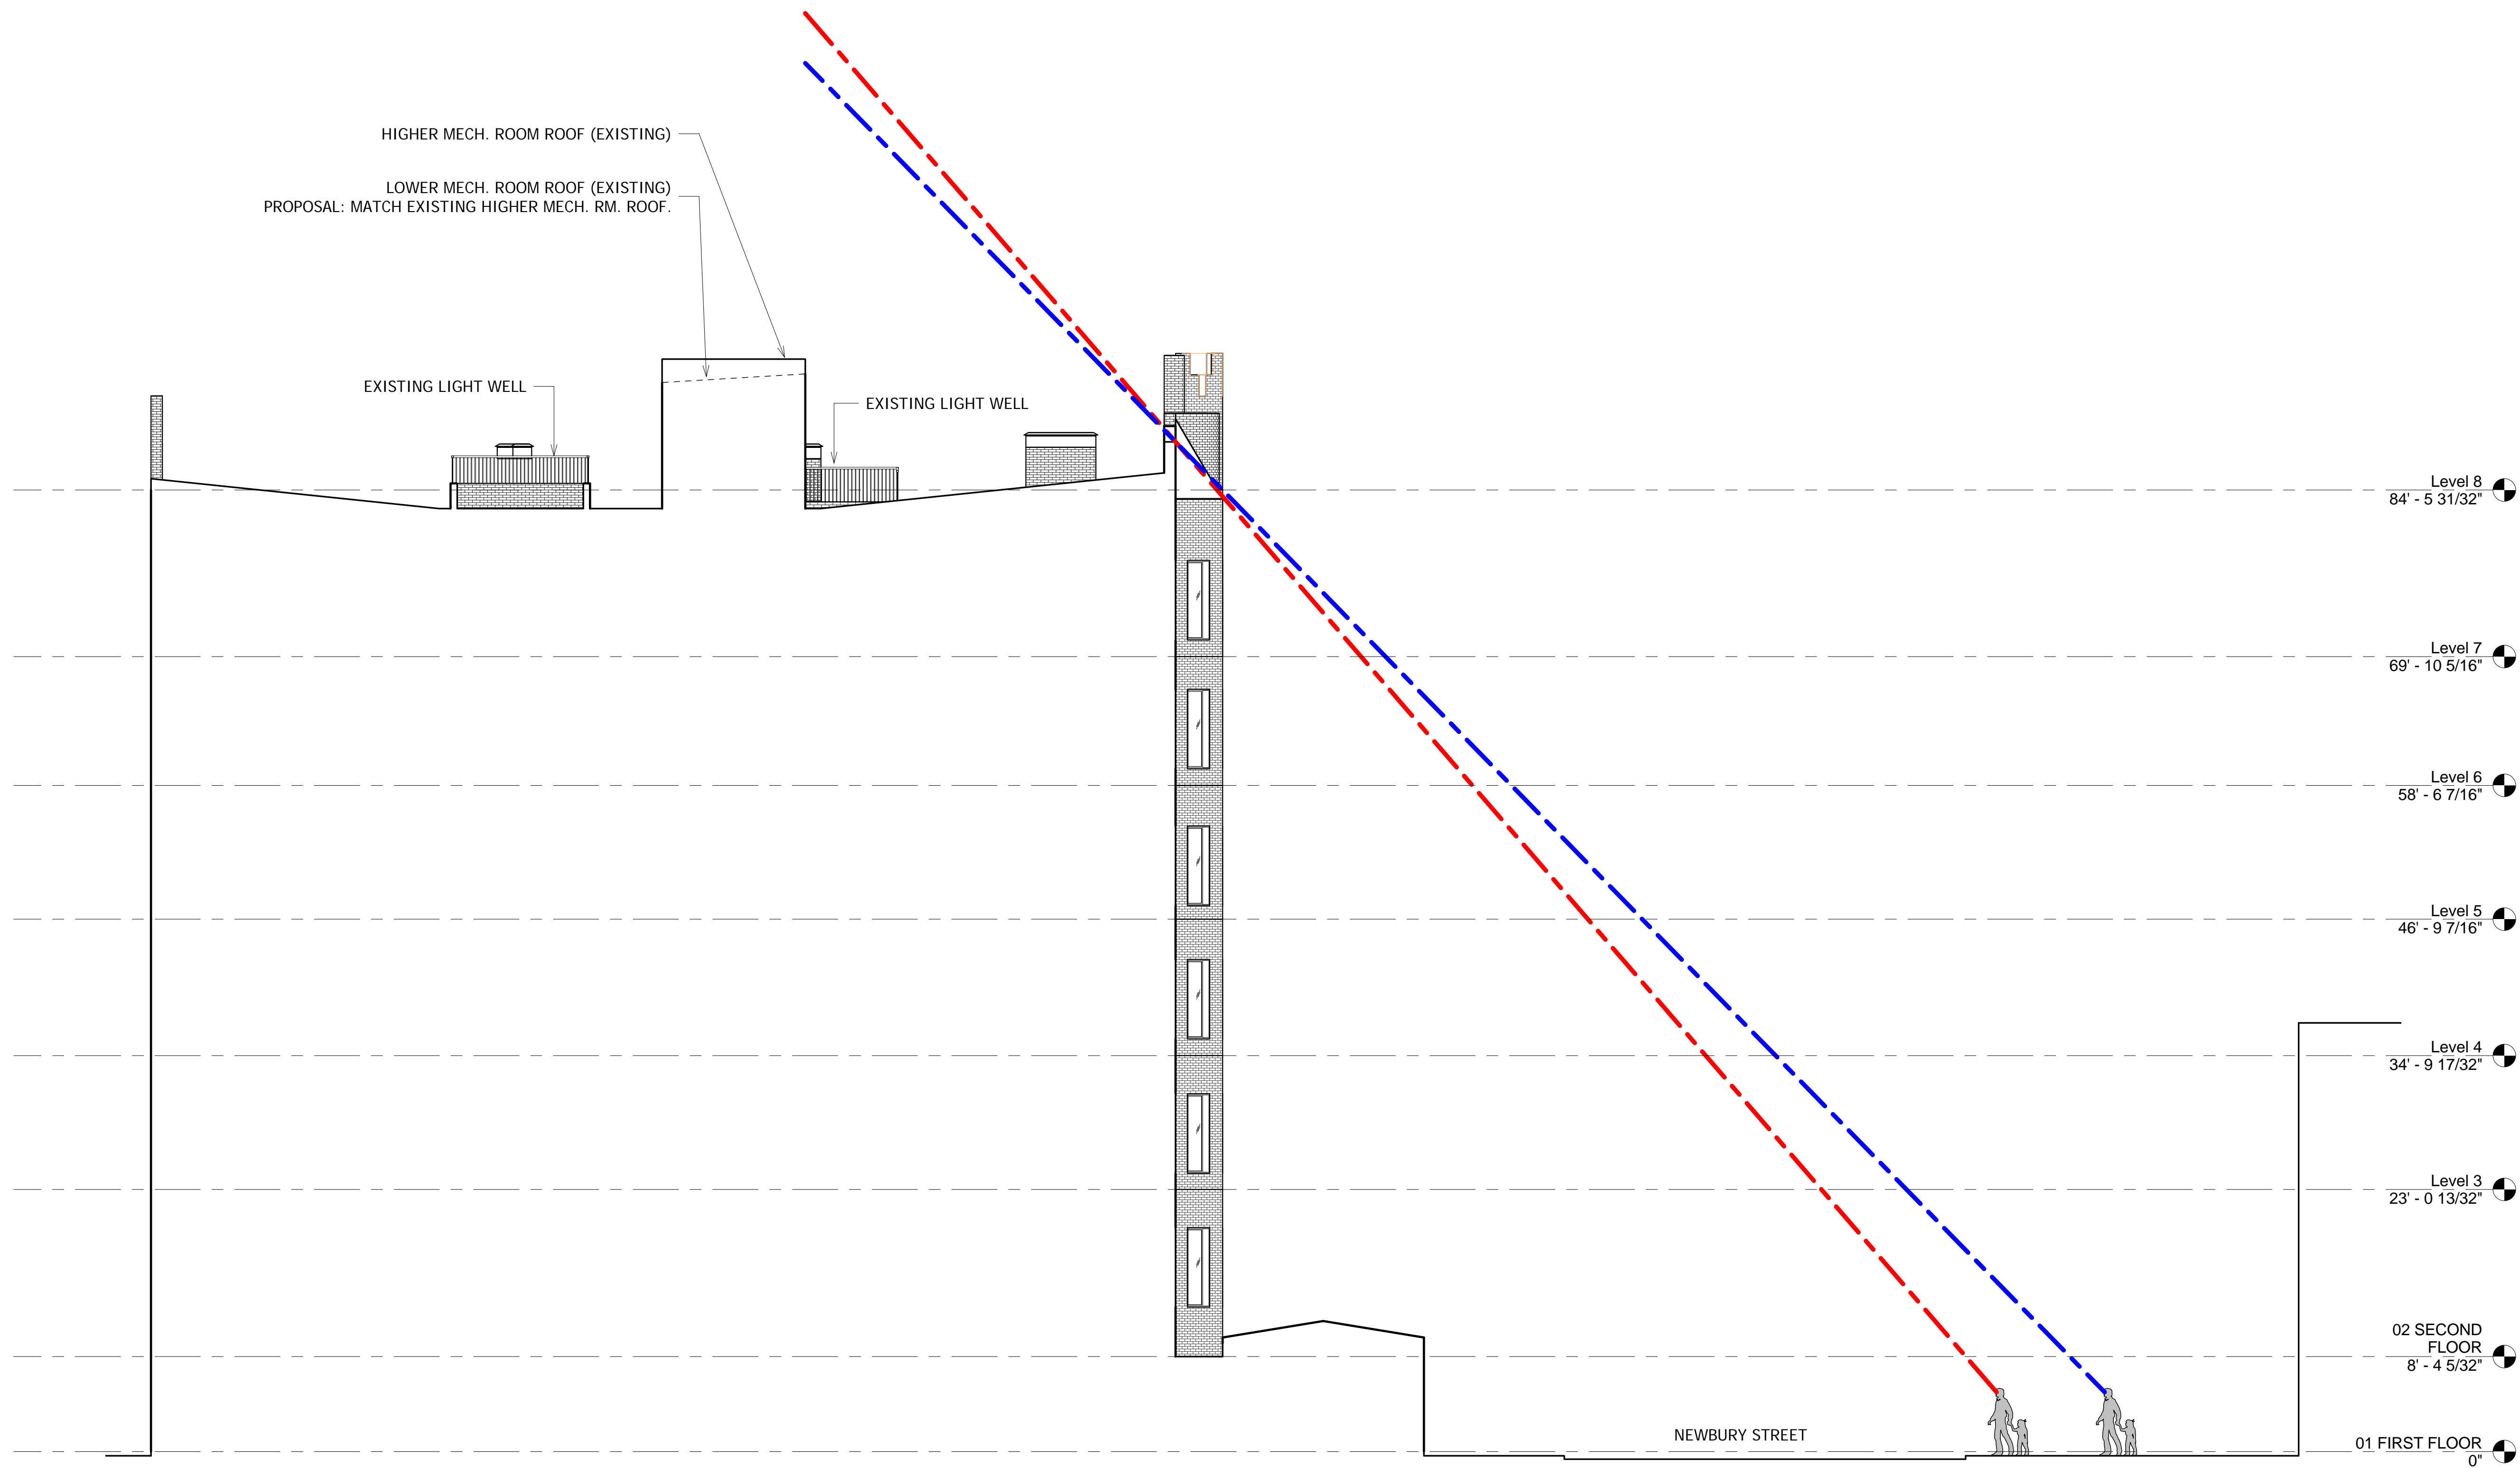 HIGHER MECH. ROOM ROOF (EXISTING)
LOWER MECH. ROOM ROOF (EXISTING)
PROPOSAL: MATCH EXISTING HIGHER MECH. RM. ROOF.
EXISTING LIGHT WELL
EXISTING LIGHT WELL
Level 8
84' - 5 31/32"
Level 7
69' - 10 5/16"
Level 6
58' - 6 7/16"
Level 5
46' - 9 7/16"
Level 4
34' - 9 17/32"
Level 3
23' - 0 13/32"
02 SECOND
FLOOR
8' - 4 5/32"
NEWBURY STREET
01 FIRST FLOOR
0"